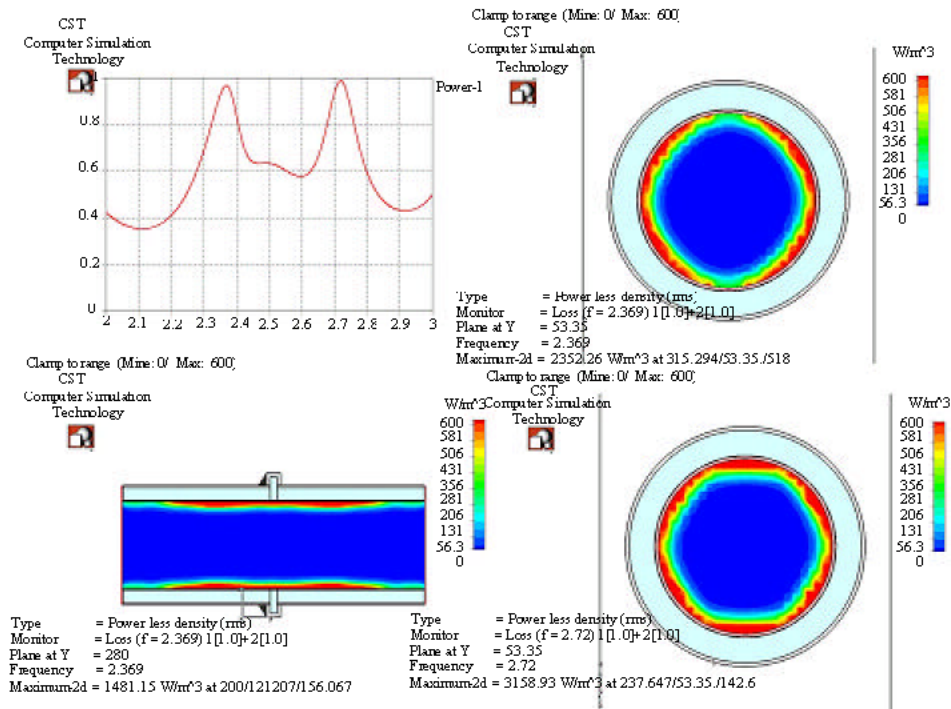 CST
Computer Simulation
Technology
1
0.8
0.6
0.4
0.2
0
2 2.1 2.2 2.3 2.4 2.5 2.6 2.7 2.8 2.9 3
Power-1
Clamp to range (Mine: 0/ Max: 600)
CST
Computer Simulation
Technology
W/m^3
600
581
506
431
356
281
206
131
56.3
0
Type = Power less density (rms)
Monitor = Loss (f = 2.369) 1[1.0]+2[1.0]
Plane at Y = 53.35
Frequency = 2.369
Maximum-2d = 2352.26 W/m^3 at 315.294/53.35./518
Clamp to range (Mine: 0/ Max: 600)
CST
Computer Simulation
Technology
W/m^3
600
581
506
431
356
281
206
131
56.3
0
Type = Power less density (rms)
Monitor = Loss (f = 2.369) 1[1.0]+2[1.0]
Plane at Y = 280
Frequency = 2.369
Maximum-2d = 1481.15 W/m^3 at 200/121207/156.067
Clamp to range (Mine: 0/ Max: 600)
CST
Computer Simulation
Technology
W/m^3
600
581
506
431
356
281
206
131
56.3
0
Type = Power less density (rms)
Monitor = Loss (f = 2.72) 1[1.0]+2[1.0]
Plane at Y = 53.35
Frequency = 2.72
Maximum-2d = 3158.93 W/m^3 at 237.647/53.35./142.6